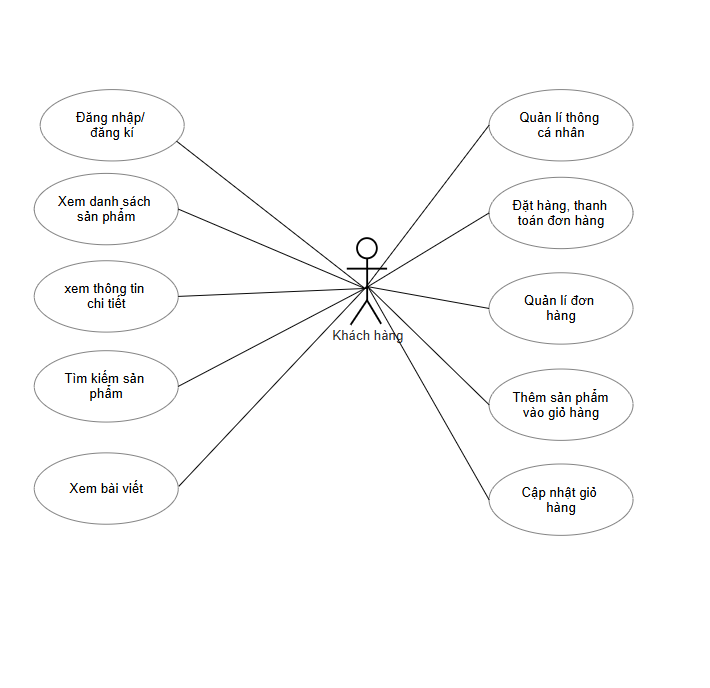 Đăng nhập/
đăng kí
Xem danh sách
sản phẩm
xem thông tin
chi tiết
Tìm kiếm sản
phẩm
Xem bài viết
Khách hàng
Quản lí thông
cá nhân
Đặt hàng, thanh
toán đơn hàng
Quản lí đơn
hàng
Thêm sản phẩm
vào giỏ hàng
Cập nhật giỏ
hàng